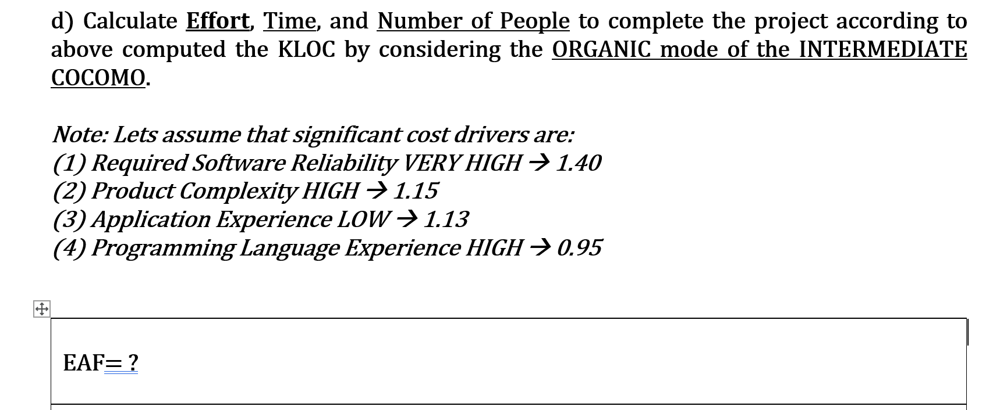 d) Calculate Effort, Time, and Number of People to complete the project according to
above computed the KLOC by considering the ORGANIC mode of the INTERMEDIATE
COCOMO.
Note: Lets assume that significant cost drivers are:
(1) Required Software Reliability VERY HIGH → 1.40
(2) Product Complexity HIGH → 1.15
(3) Application Experience LOW → 1.13
(4) Programming Language Experience HIGH → 0.95
EAF= ?